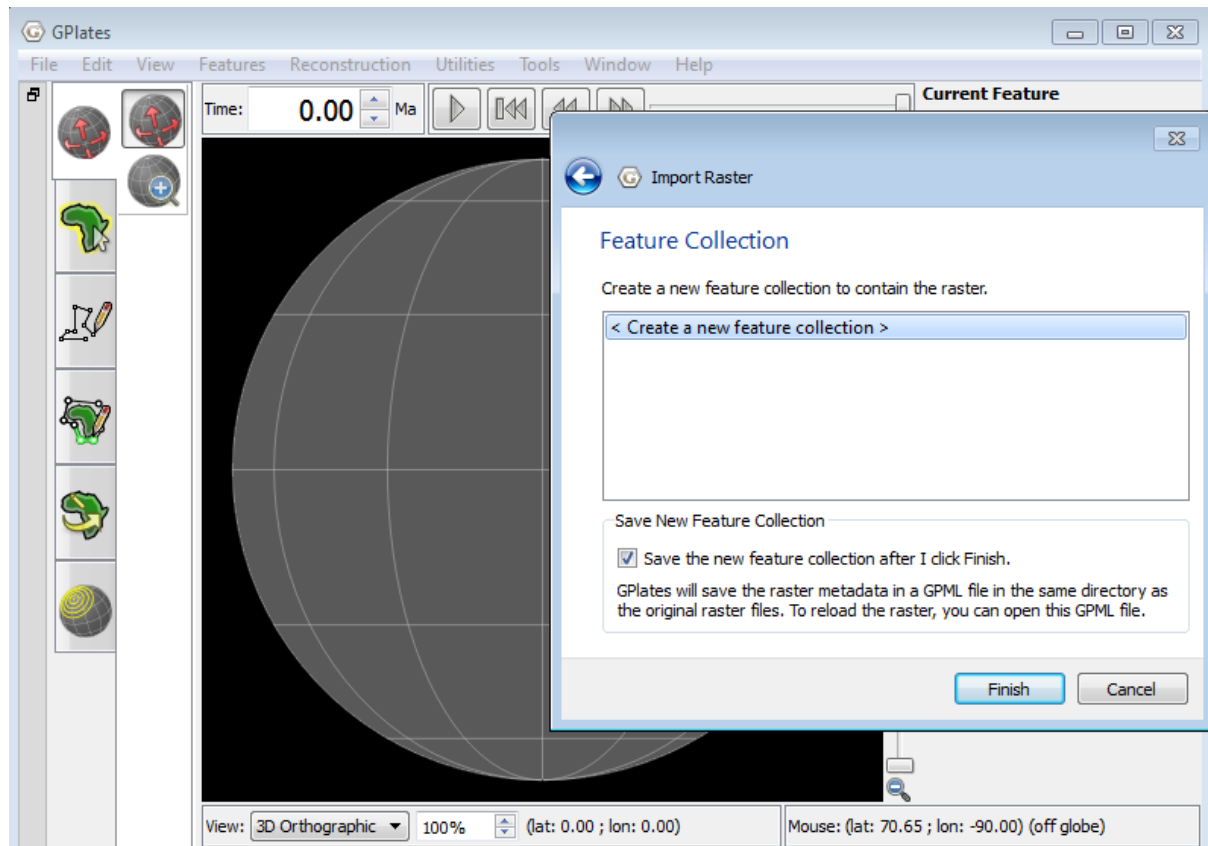 GPlates
File Edit View Features Reconstruction Utilities Tools Window Help
Time: 0.00 Ma
Current Feature
Import Raster
Feature Collection
Create a new feature collection to contain the raster.
< Create a new feature collection >
Save New Feature Collection
Save the new feature collection after I click Finish.
GPlates will save the raster metadata in a GPML file in the same directory as
the original raster files. To reload the raster, you can open this GPML file.
Finish Cancel
View: 3D Orthographic 100% (lat: 0.00 ; lon: 0.00) Mouse: (lat: 70.65 ; lon: -90.00) (off globe)